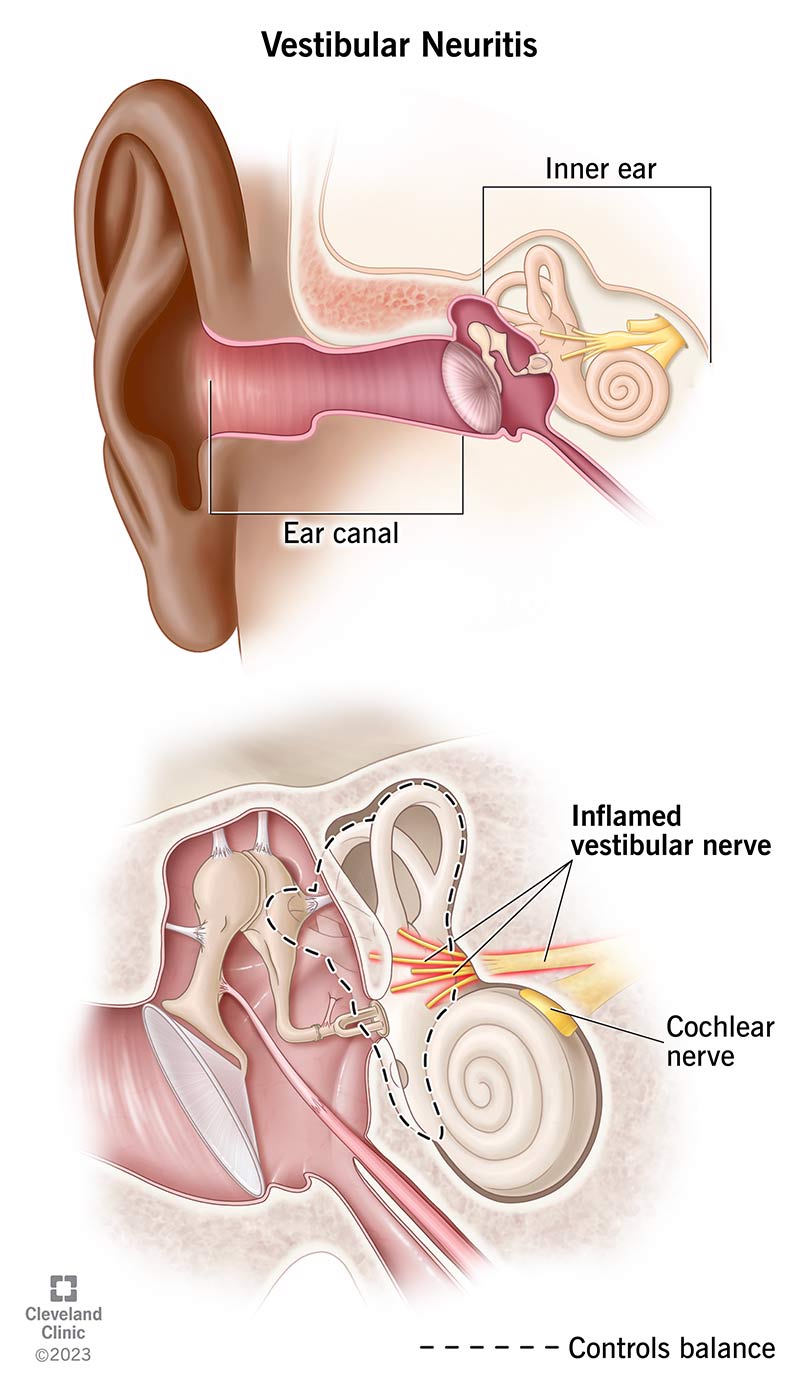 Vestibular Neuritis
Inner ear
Ear canal
Inflamed
vestibular nerve
Cochlear
nerve
Cleveland
Clinic
©2023
Controls balance